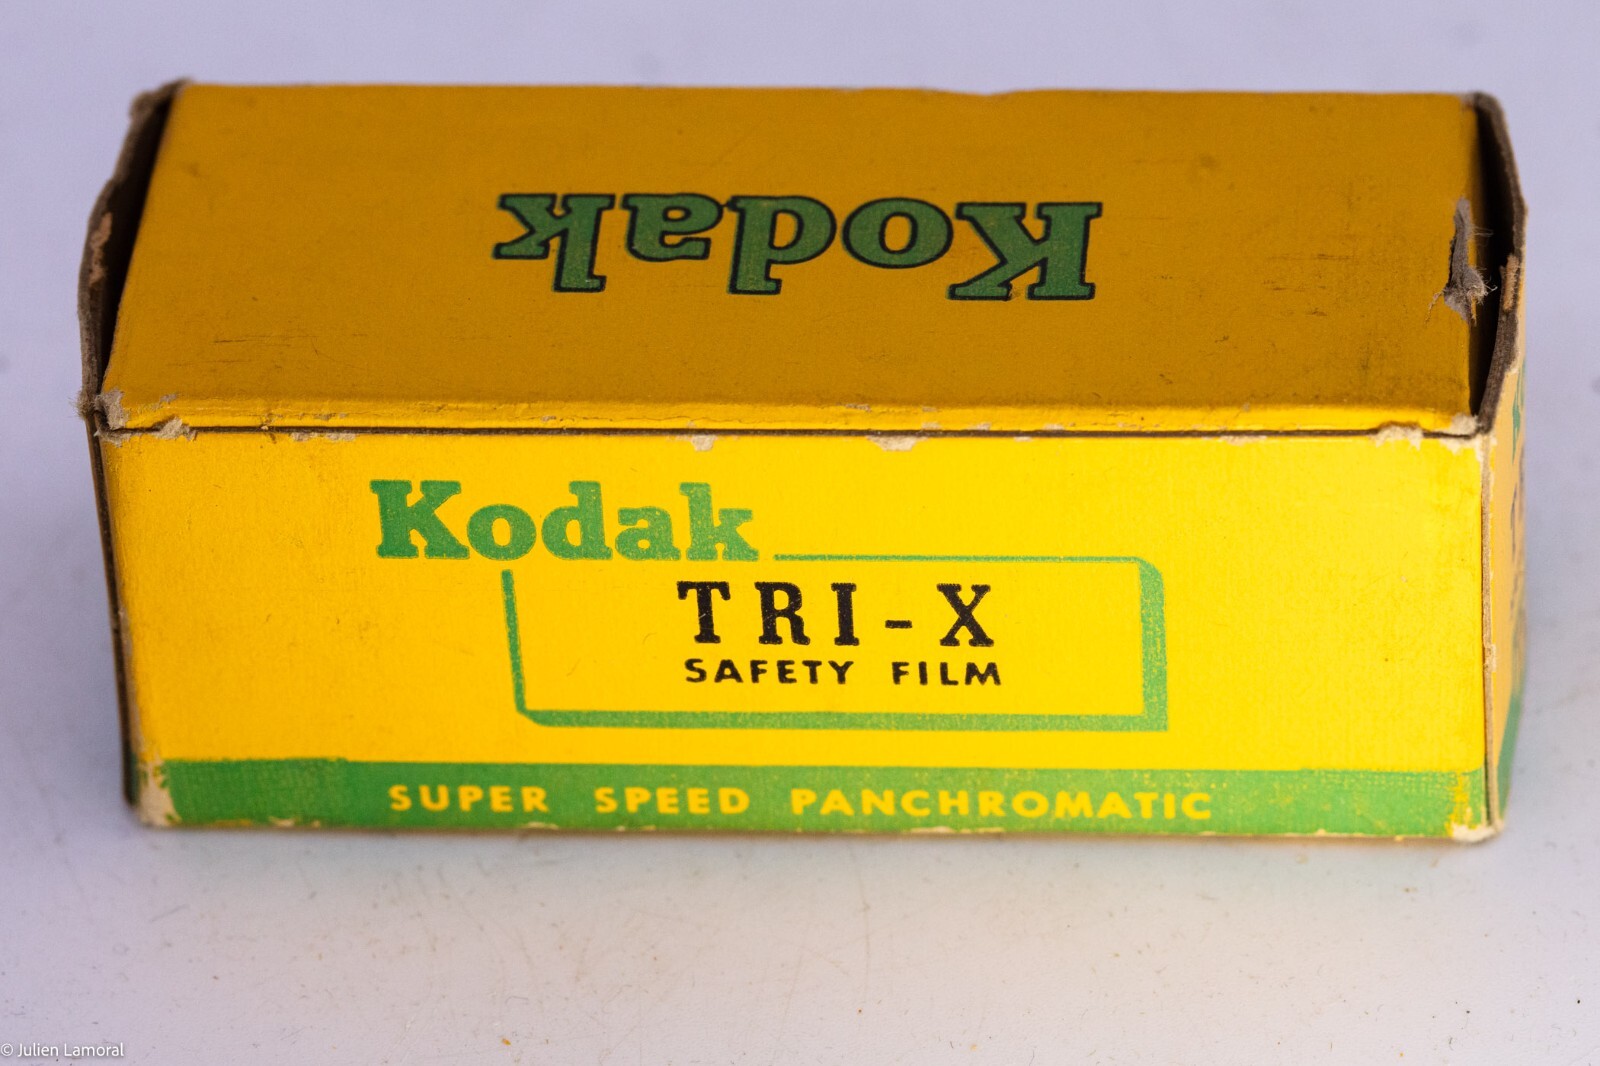 Kodak
Kodak
TRI-X
SAFETY FILM
SUPER SPEED PANCHROMATIC
© Julien Lamoral